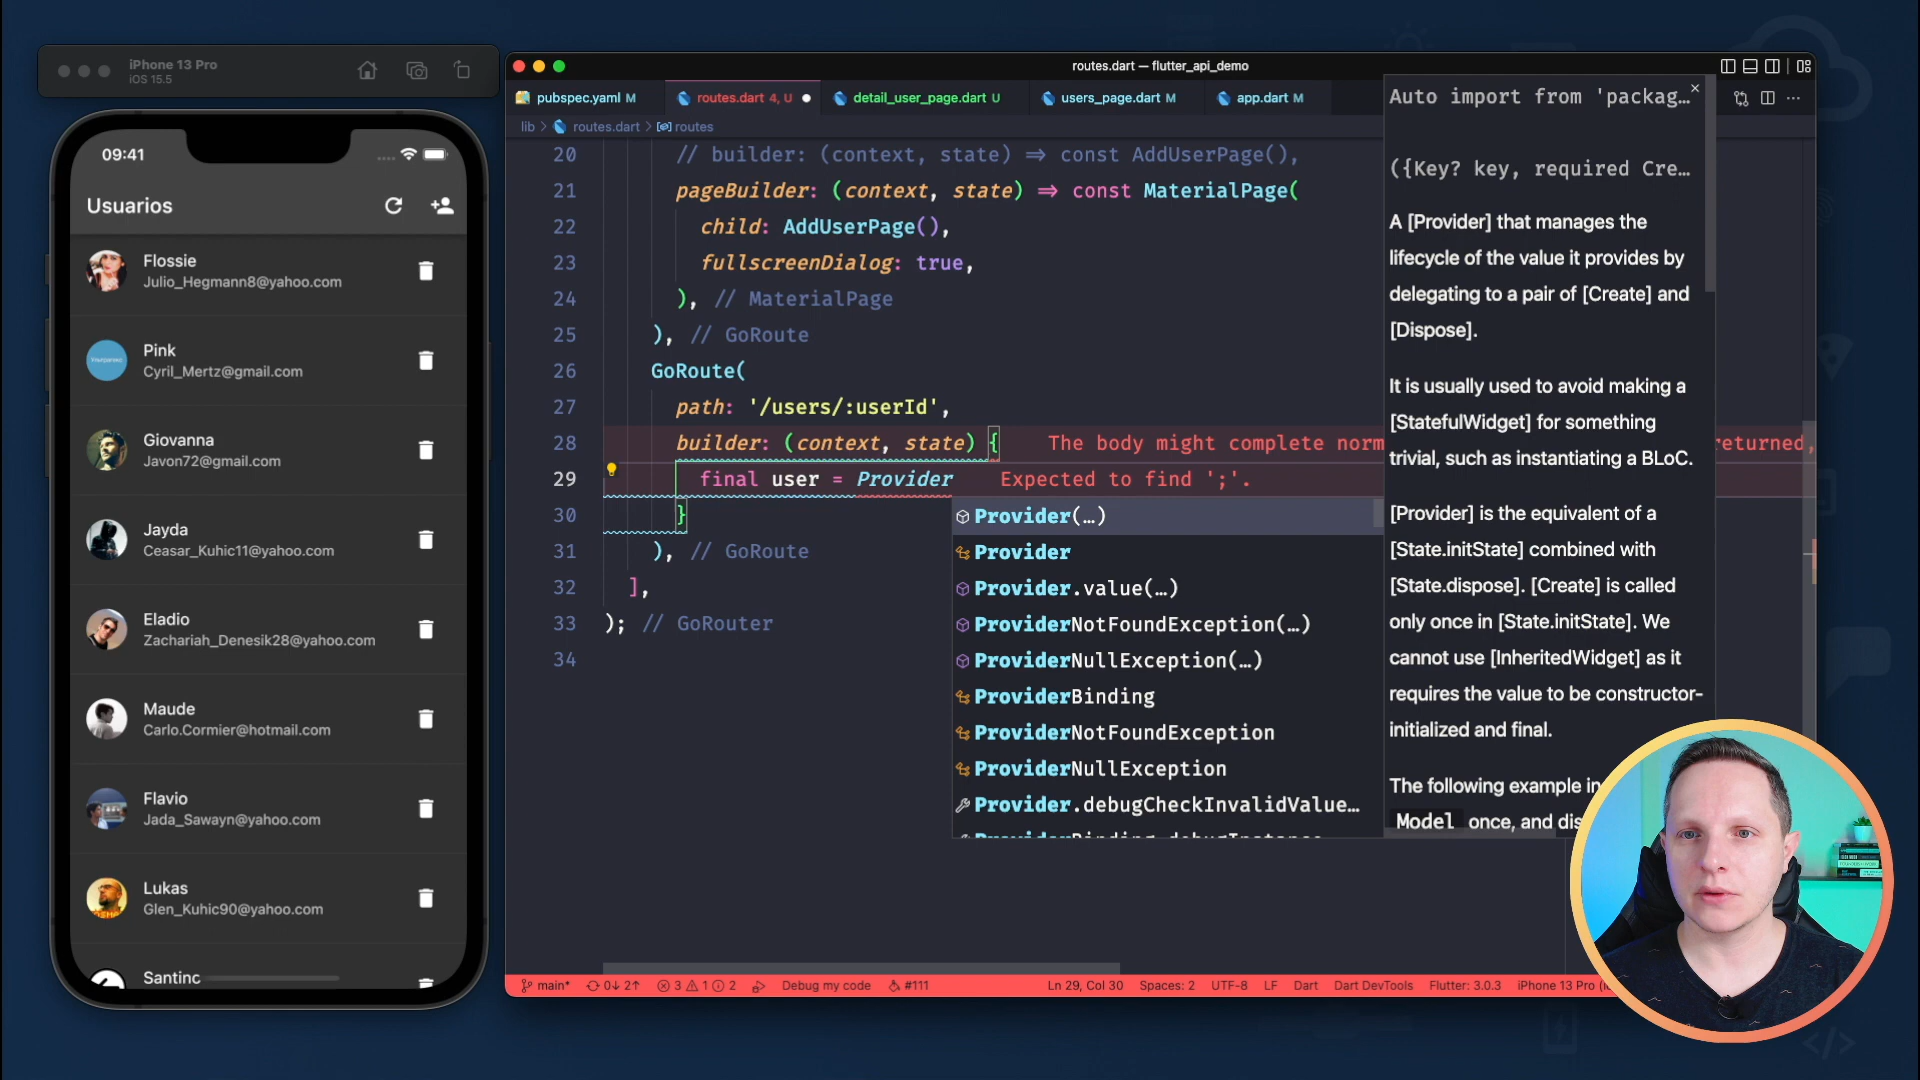 iPhone 13 Pro
iOS 15.5
09:41
Usuarios
Flossie
Julio_Hegmann8@yahoo.com
Pink
Cyril_Mertz@gmail.com
Giovanna
Javon72@gmail.com
Jayda
Ceasar_Kuhic11@yahoo.com
Eladio
Zachariah_Denesik28@yahoo.com
Maude
Carlo.Cormier@hotmail.com
Flavio
Jada_Sawayn@yahoo.com
Lukas
Glen_Kuhic90@yahoo.com
routes.dart — flutter_api_demo
pubspec.yaml M
routes.dart 4, U
detail_user_page.dart U
users_page.dart M
app.dart M
lib > routes.dart > routes
20 // builder: (context, state) => const AddUserPage(),
21 pageBuilder: (context, state) => const MaterialPage(
22 child: AddUserPage(),
23 fullscreenDialog: true,
24 ), // MaterialPage
25 ), // GoRoute
26 GoRoute(
27 path: '/users/:userId',
28 builder: (context, state) { The body might complete norm returned,
29 final user = Provider Expected to find ';'.
30 }
31 ), // GoRoute
32 ],
33 ); // GoRouter
34
Provider(…)
Provider
Provider.value(…)
ProviderNotFoundException(…)
ProviderNullException(…)
ProviderBinding
ProviderNotFoundException
ProviderNullException
Provider.debugCheckInvalidValue…
Auto import from 'packag…
({Key? key, required Cre…
A [Provider] that manages the
lifecycle of the value it provides by
delegating to a pair of [Create] and
[Dispose].
It is usually used to avoid making a
[StatefulWidget] for something
trivial, such as instantiating a BLoC.
[Provider] is the equivalent of a
[State.initState] combined with
[State.dispose]. [Create] is called
only once in [State.initState]. We
cannot use [InheritedWidget] as it
requires the value to be constructor-
initialized and final.
The following example in
Model once, and dis
main* 0↓ 2↑ 3 1 2 Debug my code #111
Ln 29, Col 30 Spaces: 2 UTF-8 LF Dart Dart DevTools Flutter: 3.0.3 iPhone 13 Pro